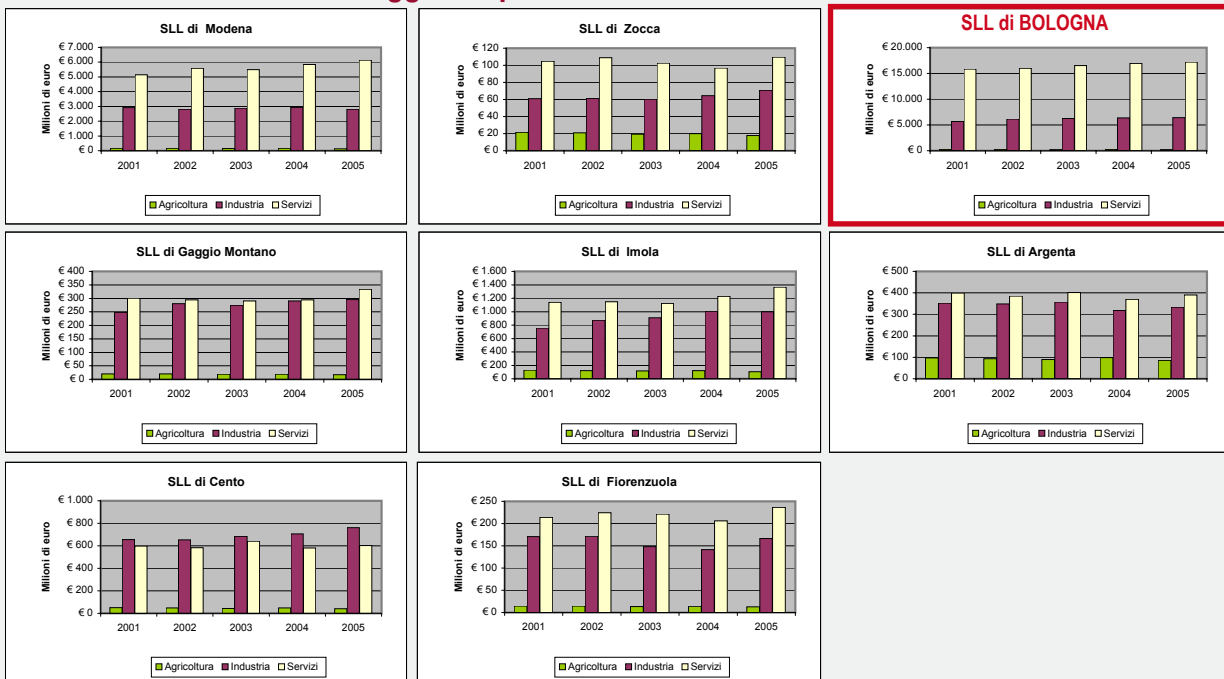 SLL di Modena
€ 7.000
€ 6.000
€ 5.000
€ 4.000
€ 3.000
€ 2.000
€ 1.000
€ 0
Milioni di euro
2001 2002 2003 2004 2005
Agricoltura Industria Servizi
SLL di Zocca
€ 120
€ 100
€ 80
€ 60
€ 40
€ 20
€ 0
Milioni di euro
2001 2002 2003 2004 2005
Agricoltura Industria Servizi
SLL di BOLOGNA
€ 20.000
€ 15.000
€ 10.000
€ 5.000
€ 0
Milioni di euro
2001 2002 2003 2004 2005
Agricoltura Industria Servizi
SLL di Gaggio Montano
€ 400
€ 350
€ 300
€ 250
€ 200
€ 150
€ 100
€ 50
€ 0
Milioni di euro
2001 2002 2003 2004 2005
Agricoltura Industria Servizi
SLL di Imola
€ 1.600
€ 1.400
€ 1.200
€ 1.000
€ 800
€ 600
€ 400
€ 200
€ 0
Milioni di euro
2001 2002 2003 2004 2005
Agricoltura Industria Servizi
SLL di Argenta
€ 500
€ 400
€ 300
€ 200
€ 100
€ 0
Milioni di euro
2001 2002 2003 2004 2005
Agricoltura Industria Servizi
SLL di Cento
€ 1.000
€ 800
€ 600
€ 400
€ 200
€ 0
Milioni di euro
2001 2002 2003 2004 2005
Agricoltura Industria Servizi
SLL di Fiorenzuola
€ 250
€ 200
€ 150
€ 100
€ 50
€ 0
Milioni di euro
2001 2002 2003 2004 2005
Agricoltura Industria Servizi